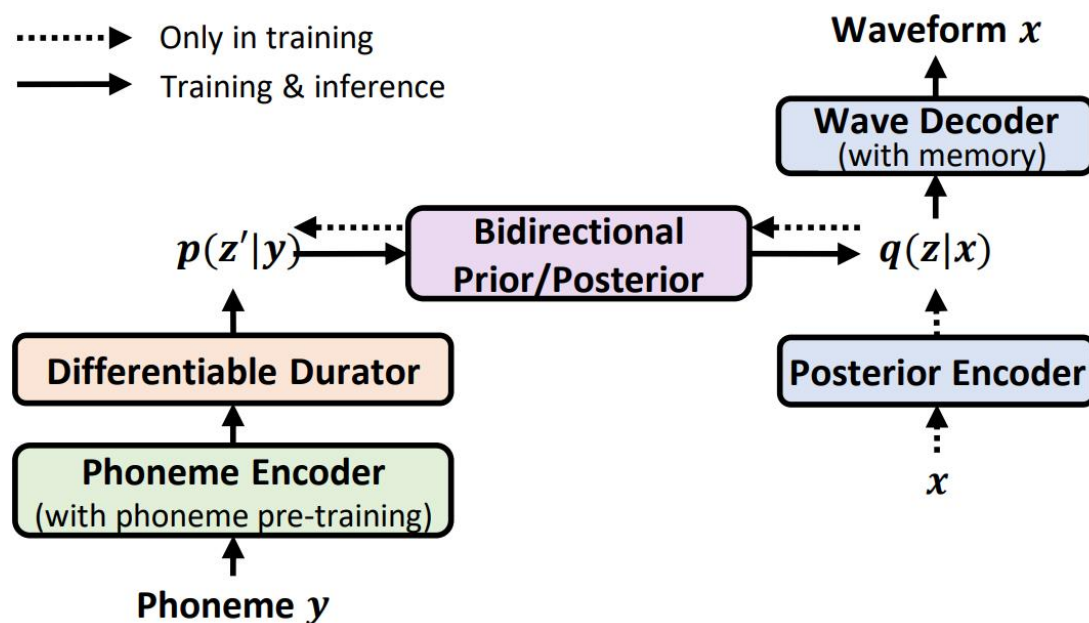 Only in training
Training & inference
Waveform x
Wave Decoder
(with memory)
p(z′|y)
Bidirectional
Prior/Posterior
q(z|x)
Differentiable Durator
Posterior Encoder
Phoneme Encoder
(with phoneme pre-training)
x
Phoneme y